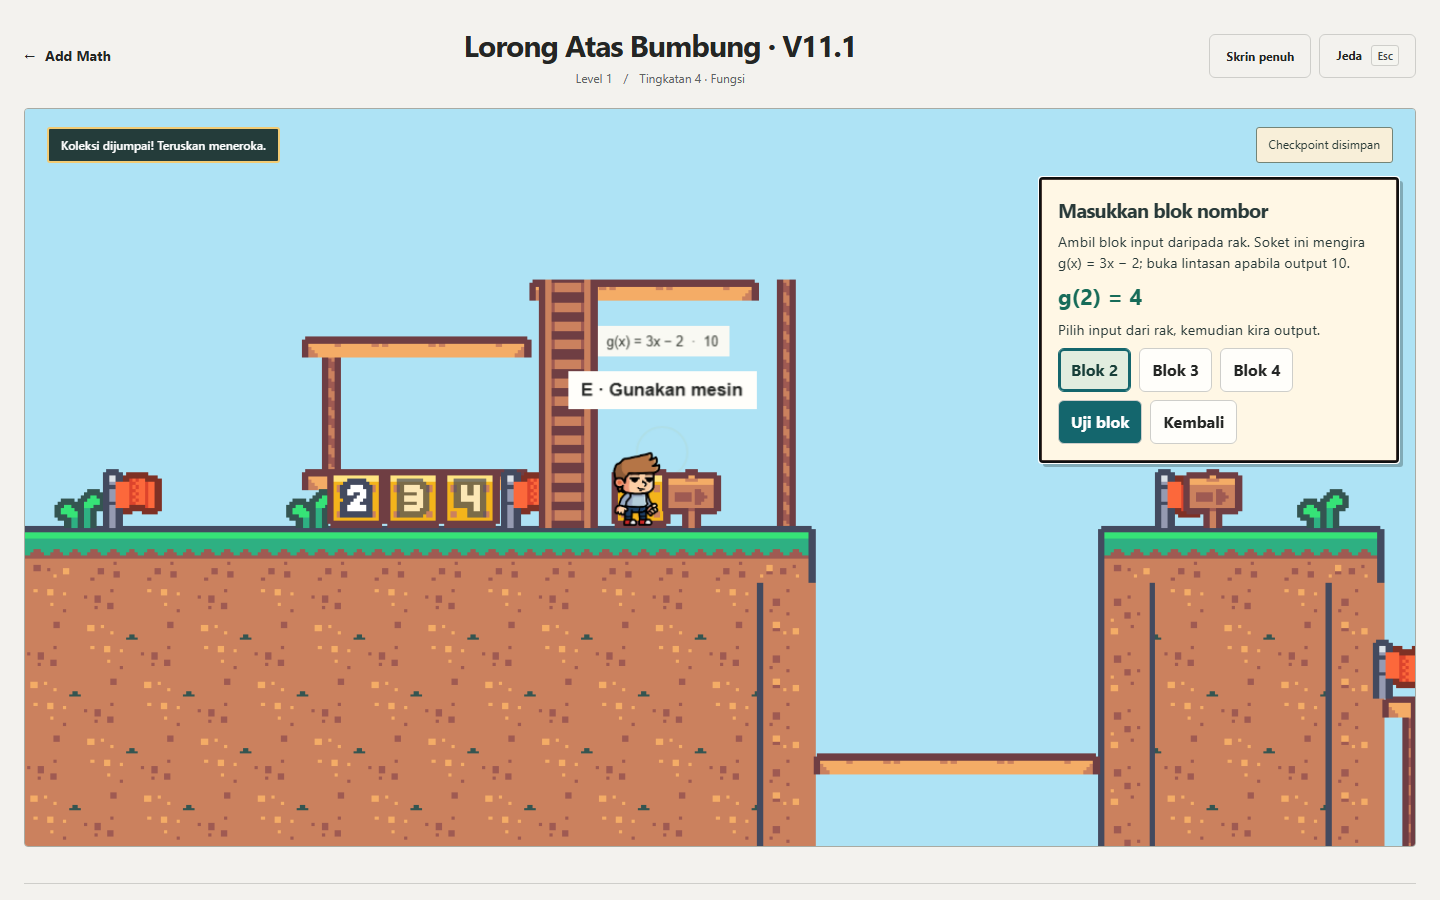 ← Add Math
Lorong Atas Bumbung · V11.1
Level 1 / Tingkatan 4 · Fungsi
Skrin penuh
Jeda Esc
Koleksi dijumpai! Teruskan meneroka.
Checkpoint disimpan
Masukkan blok nombor
Ambil blok input daripada rak. Soket ini mengira
g(x) = 3x − 2; buka lintasan apabila output 10.
g(2) = 4
Pilih input dari rak, kemudian kira output.
Blok 2
Blok 3
Blok 4
Uji blok
Kembali
g(x) = 3x − 2 · 10
E · Gunakan mesin
2 3 4